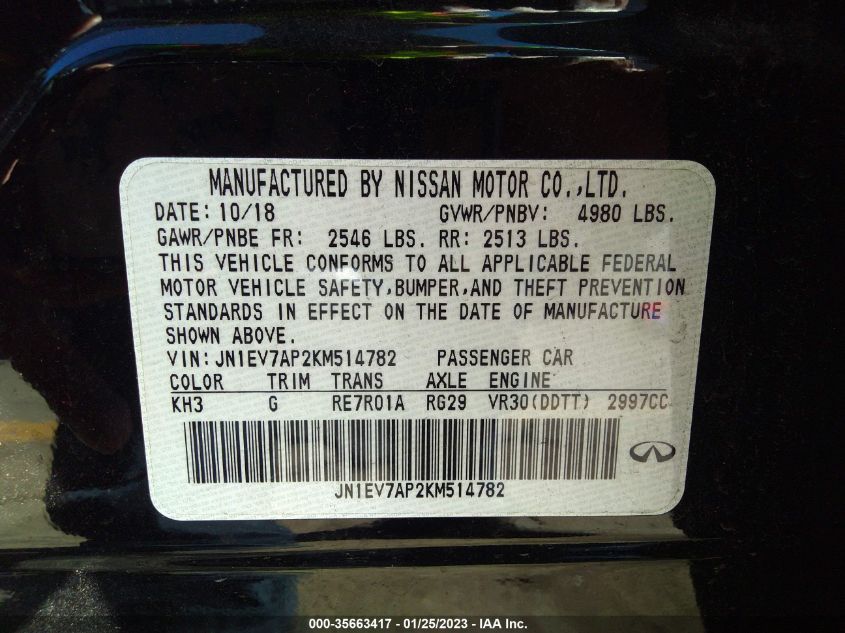 MANUFACTURED BY NISSAN MOTOR CO.,LTD.
DATE: 10/18 GVWR/PNBV: 4980 LBS.
GAWR/PNBE FR: 2546 LBS. RR: 2513 LBS.
THIS VEHICLE CONFORMS TO ALL APPLICABLE FEDERAL
MOTOR VEHICLE SAFETY,BUMPER,AND THEFT PREVENTION
STANDARDS IN EFFECT ON THE DATE OF MANUFACTURE
SHOWN ABOVE.
VIN:JN1EV7AP2KM514782 PASSENGER CAR
COLOR TRIM TRANS AXLE ENGINE
KH3 G RE7R01A RG29 VR30(DDTT) 2997CC
JN1EV7AP2KM514782
000-35663417 - 01/25/2023 - IAA Inc.